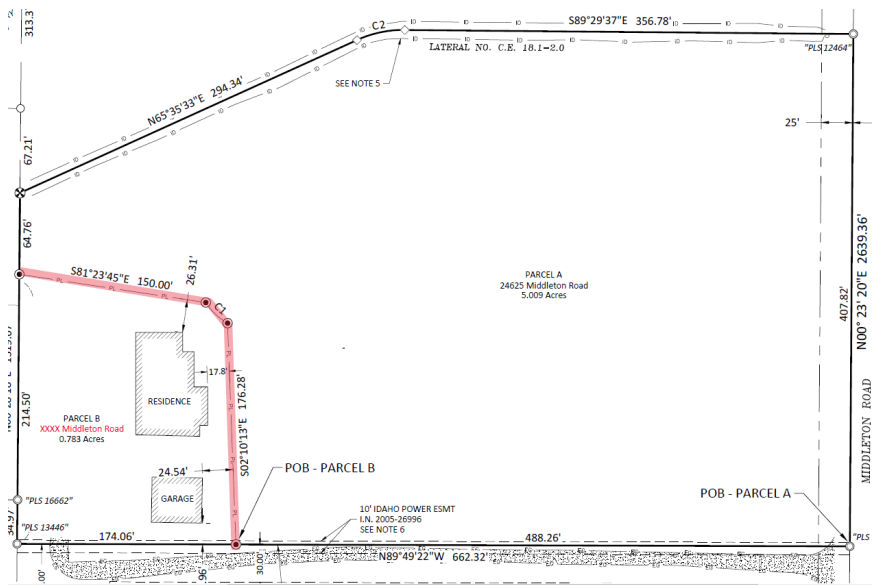 313.3
C2
S89°29'37"E 356.78'
LATERAL NO. C.E. 18.1-2.0
"PLS 12464"
SEE NOTE 5
N65°35'33"E 294.34'
67.21'
25'
64.76'
S81°23'45"E 150.00'
26.31'
C1
PARCEL A
24625 Middleton Road
5.009 Acres
407.82'
N00° 23' 20"E 2639.36'
MIDDLETON ROAD
17.8'
RESIDENCE
PARCEL B
XXXX Middleton Road
0.783 Acres
214.50'
S02°10'13"E 176.28'
24.54'
GARAGE
POB - PARCEL B
POB - PARCEL A
"PLS 16662"
10' IDAHO POWER ESMT
I.N. 2005-26996
SEE NOTE 6
34.97'
"PLS 13446"
174.06'
488.26'
"PLS
N89°49'22"W 662.32'
30.00'
.00'
96'